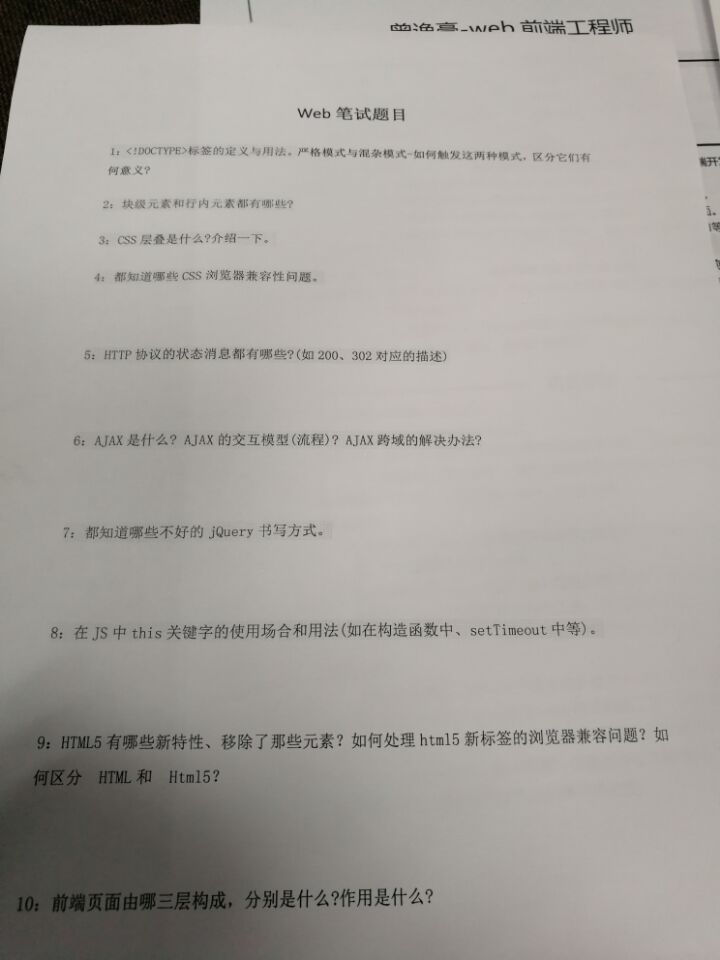 -web 前端工程师
Web 笔试题目
1: <!DOCTYPE>标签的定义与用法。严格模式与混杂模式-如何触发这两种模式，区分它们有
何意义?
2: 块级元素和行内元素都有哪些?
3: CSS 层叠是什么?介绍一下。
4: 都知道哪些 CSS 浏览器兼容性问题。
5: HTTP 协议的状态消息都有哪些?(如 200、302 对应的描述)
6: AJAX 是什么? AJAX 的交互模型(流程)? AJAX 跨域的解决办法?
7: 都知道哪些不好的 jQuery 书写方式。
8: 在 JS 中 this 关键字的使用场合和用法(如在构造函数中、setTimeout 中等)。
9: HTML5 有哪些新特性、移除了那些元素? 如何处理 html5 新标签的浏览器兼容问题? 如
何区分 HTML 和 Html5?
10: 前端页面由哪三层构成，分别是什么?作用是什么?